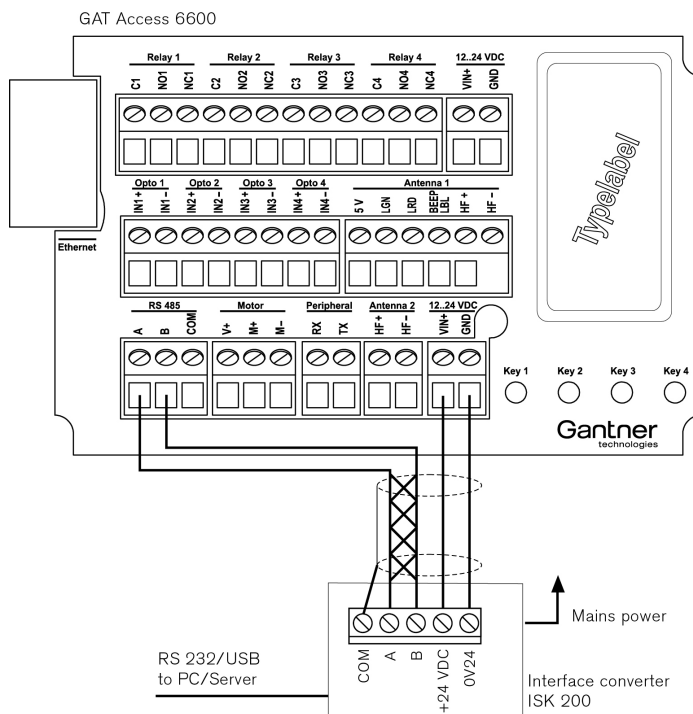 GAT Access 6600
Relay 1 Relay 2 Relay 3 Relay 4 12..24 VDC
C1 NO1 NC1 C2 NO2 NC2 C3 NO3 NC3 C4 NO4 NC4 VIN+ GND
Typelabel
Opto 1 Opto 2 Opto 3 Opto 4 Antenna 1
IN1+ IN1− IN2+ IN2− IN3+ IN3− IN4+ IN4− 5 V LGN LRD BEEP LBL HF+ HF−
Ethernet
RS 485 Motor Peripheral Antenna 2 12..24 VDC
A B COM V+ M+ M− RX TX HF+ HF− VIN+ GND
Key 1 Key 2 Key 3 Key 4
Gantner
technologies
Mains power
COM A B +24 VDC 0V24
RS 232/USB
to PC/Server
Interface converter
ISK 200